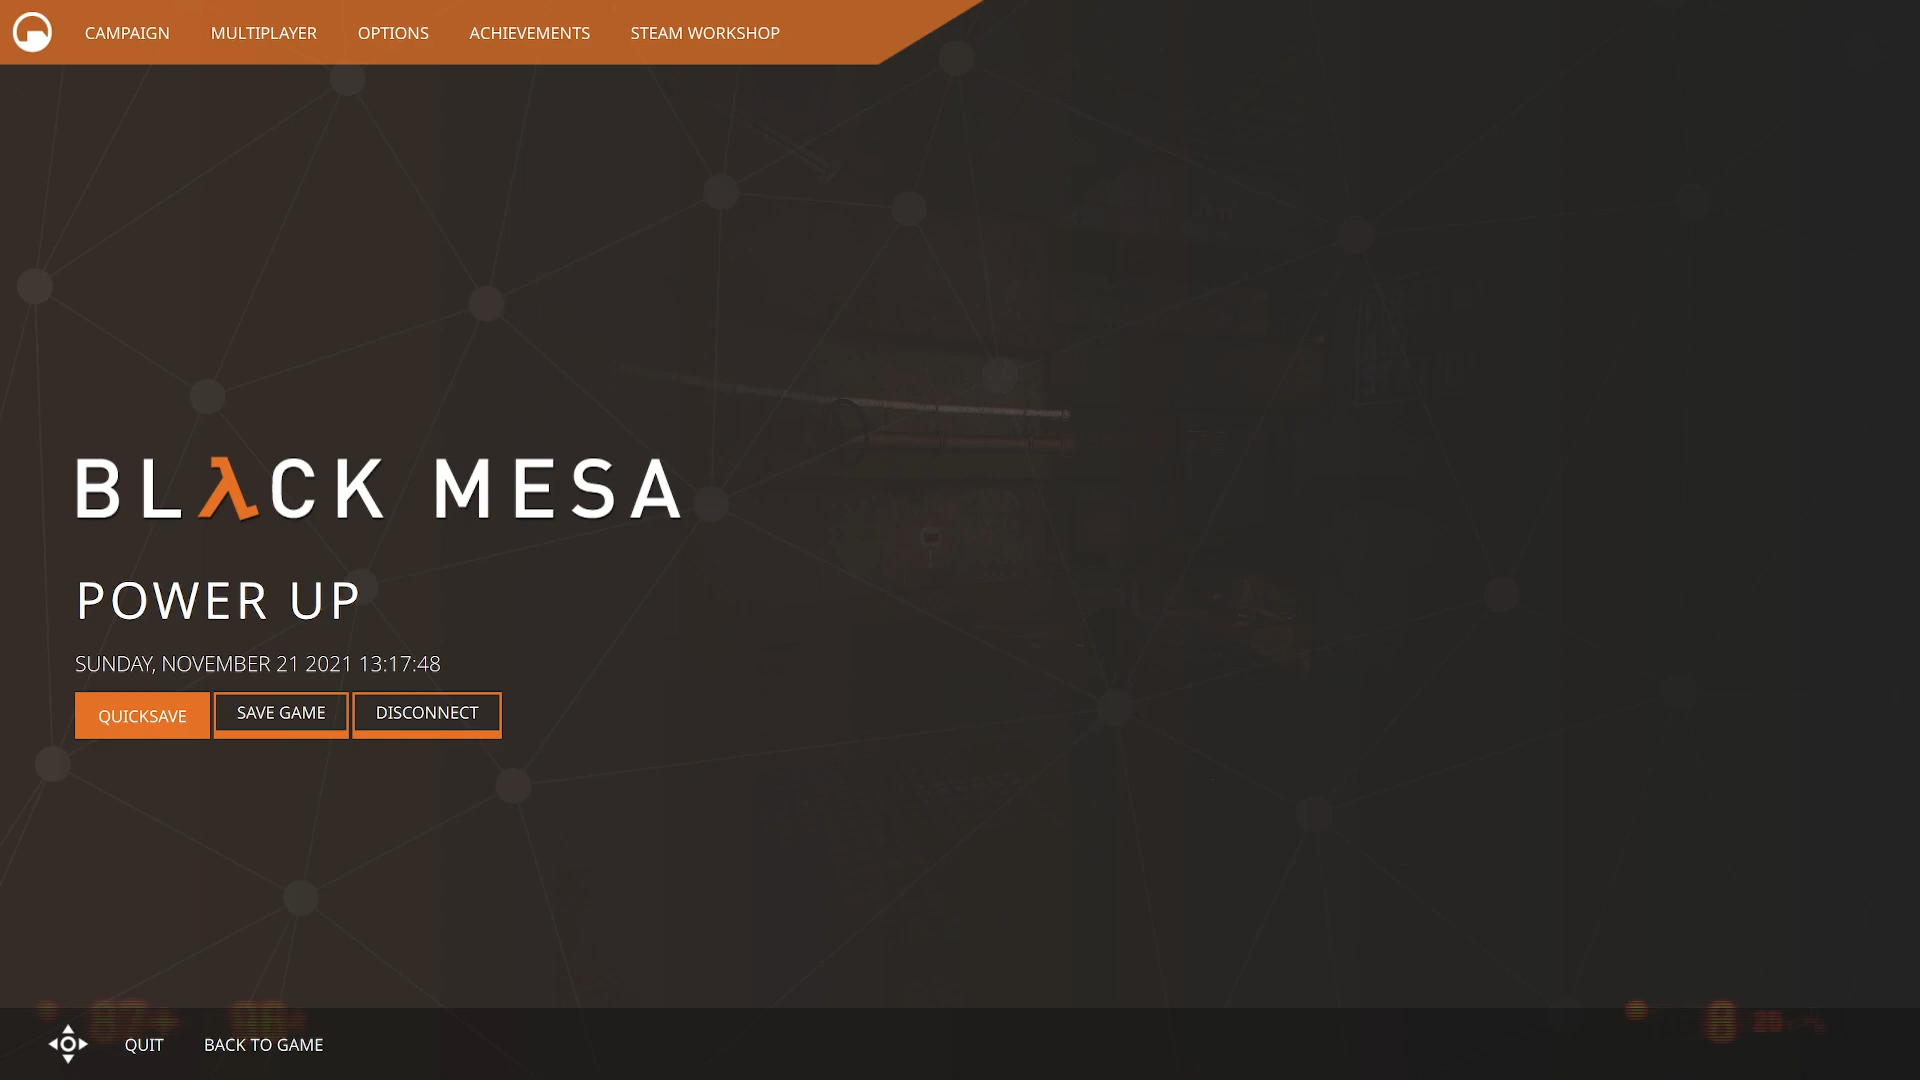 CAMPAIGN MULTIPLAYER OPTIONS ACHIEVEMENTS STEAM WORKSHOP
BLλCK MESA
POWER UP
SUNDAY, NOVEMBER 21 2021 13:17:48
QUICKSAVE SAVE GAME DISCONNECT
QUIT BACK TO GAME